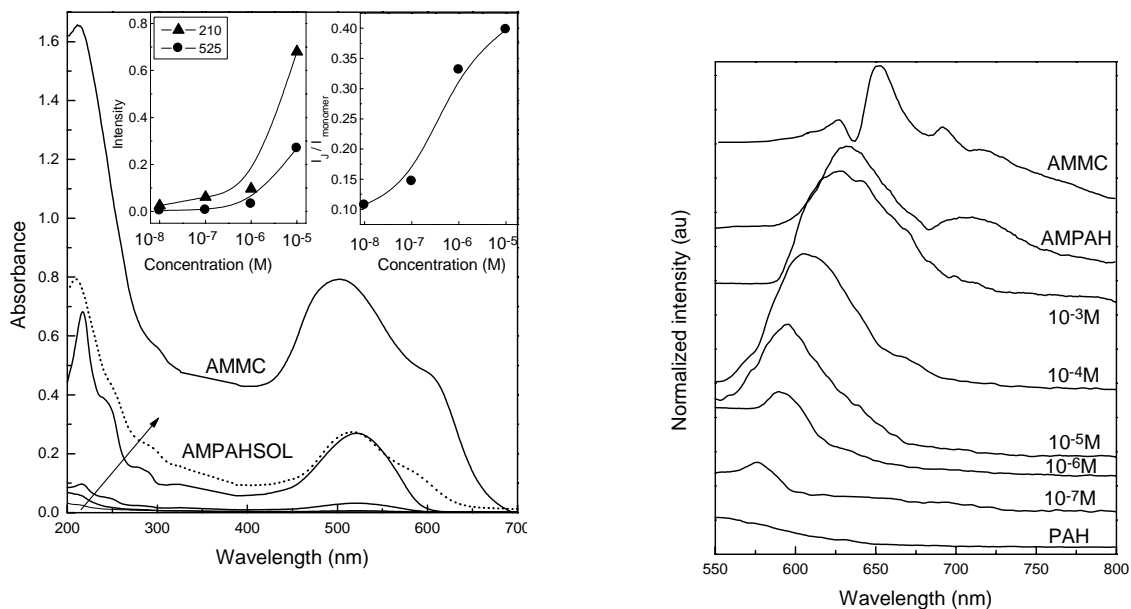 1.6
1.4
1.2
1.0
0.8
0.6
0.4
0.2
0.0
Absorbance
200 300 400 500 600 700
Wavelength (nm)
AMMC
AMPAHSOL
210
525
0.8
0.6
0.4
0.2
0.0
Intensity
10-8 10-7 10-6 10-5
Concentration (M)
0.40
0.35
0.30
0.25
0.20
0.15
0.10
IJ / Imonomer
10-8 10-7 10-6 10-5
Concentration (M)
Normalized intensity (au)
AMMC
AMPAH
10-3M
10-4M
10-5M
10-6M
10-7M
PAH
550 600 650 700 750 800
Wavelength (nm)